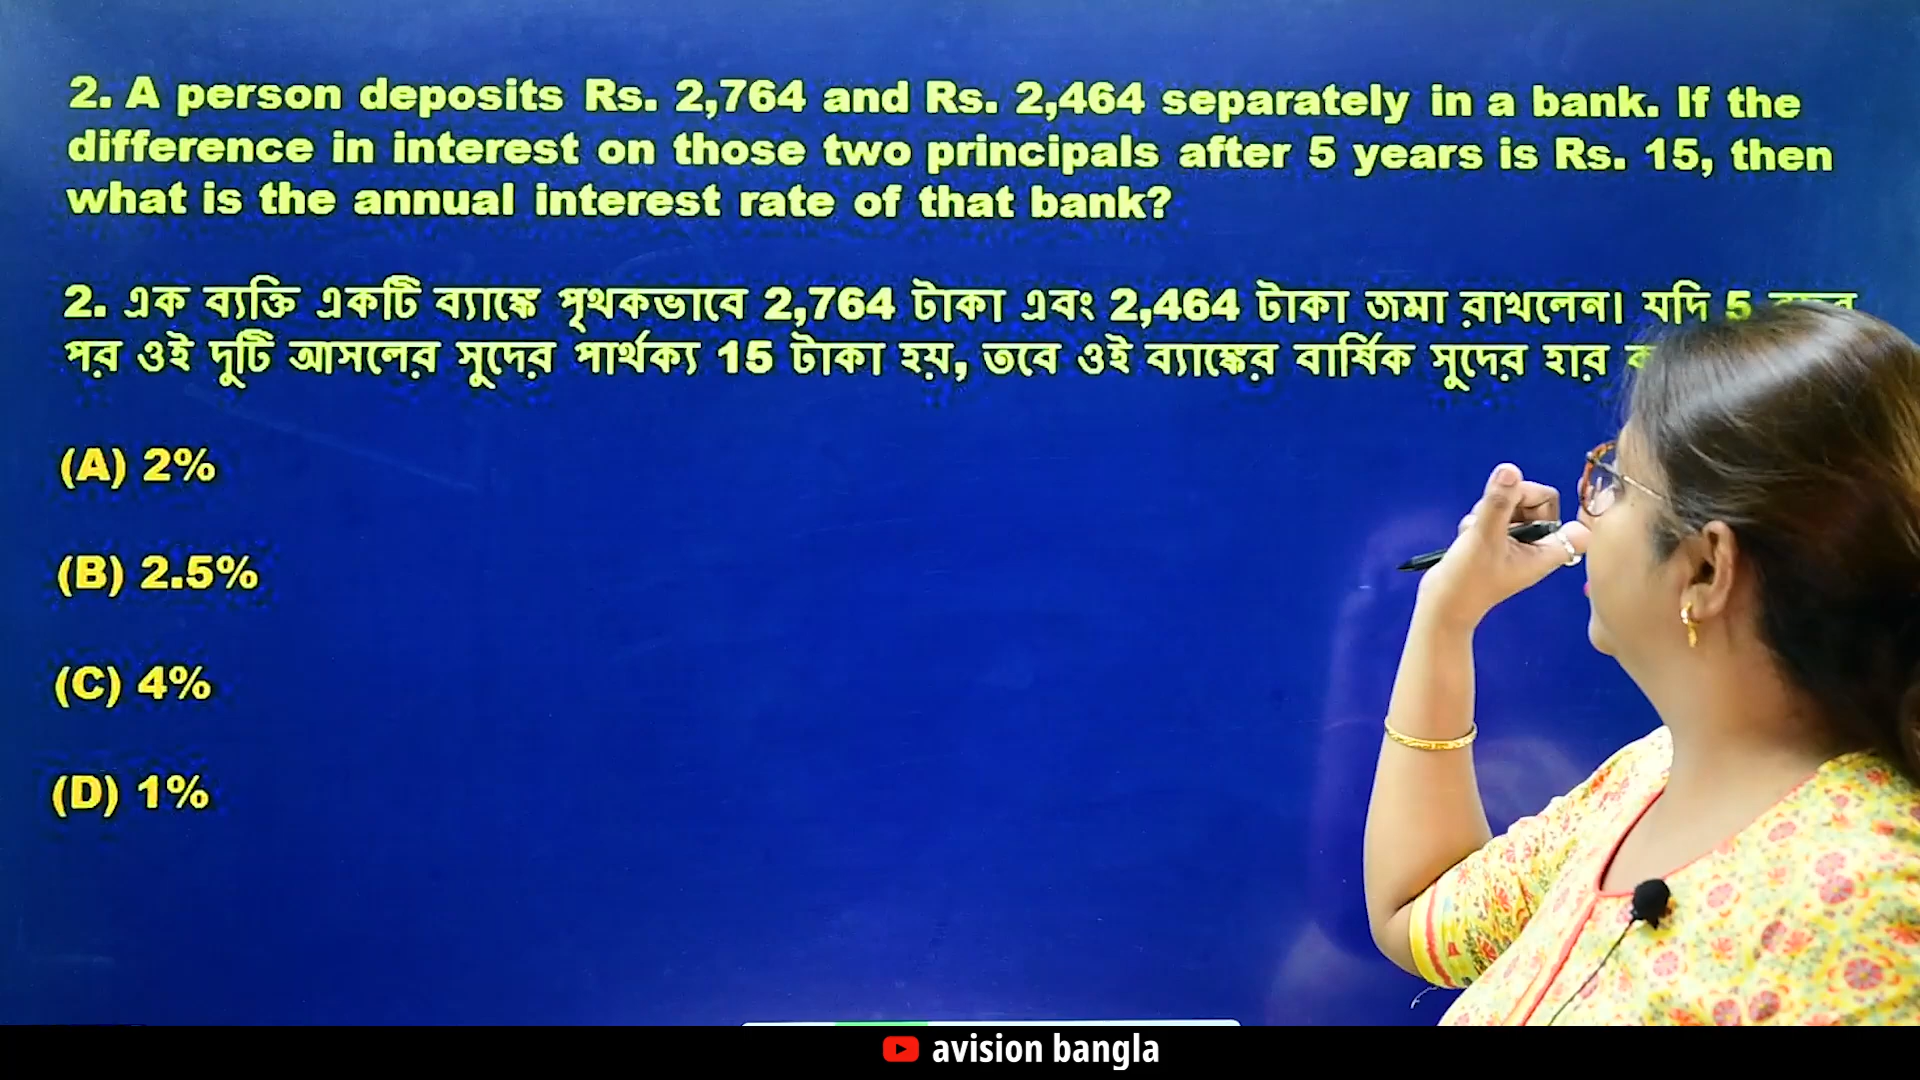 2. A person deposits Rs. 2,764 and Rs. 2,464 separately in a bank. If the
difference in interest on those two principals after 5 years is Rs. 15, then
what is the annual interest rate of that bank?
2. এক ব্যক্তি একটি ব্যাঙ্কে পৃথকভাবে 2,764 টাকা এবং 2,464 টাকা জমা রাখলেন। যদি 5
পর ওই দুটি আসলের সুদের পার্থক্য 15 টাকা হয়, তবে ওই ব্যাঙ্কের বার্ষিক সুদের হার
(A) 2%
(B) 2.5%
(C) 4%
(D) 1%
avision bangla